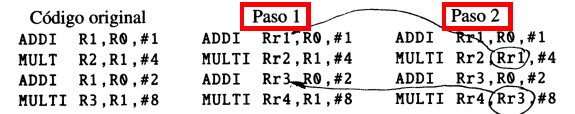 Código original Paso 1 Paso 2
ADDI R1,R0,#1 ADDI Rr1,R0,#1 ADDI Rr1,R0,#1
MULT R2,R1,#4 MULTI Rr2,R1,#4 MULTI Rr2,Rr1,#4
ADDI R1,R0,#2 ADDI Rr3,R0,#2 ADDI Rr3,R0,#2
MULTI R3,R1,#8 MULTI Rr4,R1,#8 MULTI Rr4,Rr3,#8